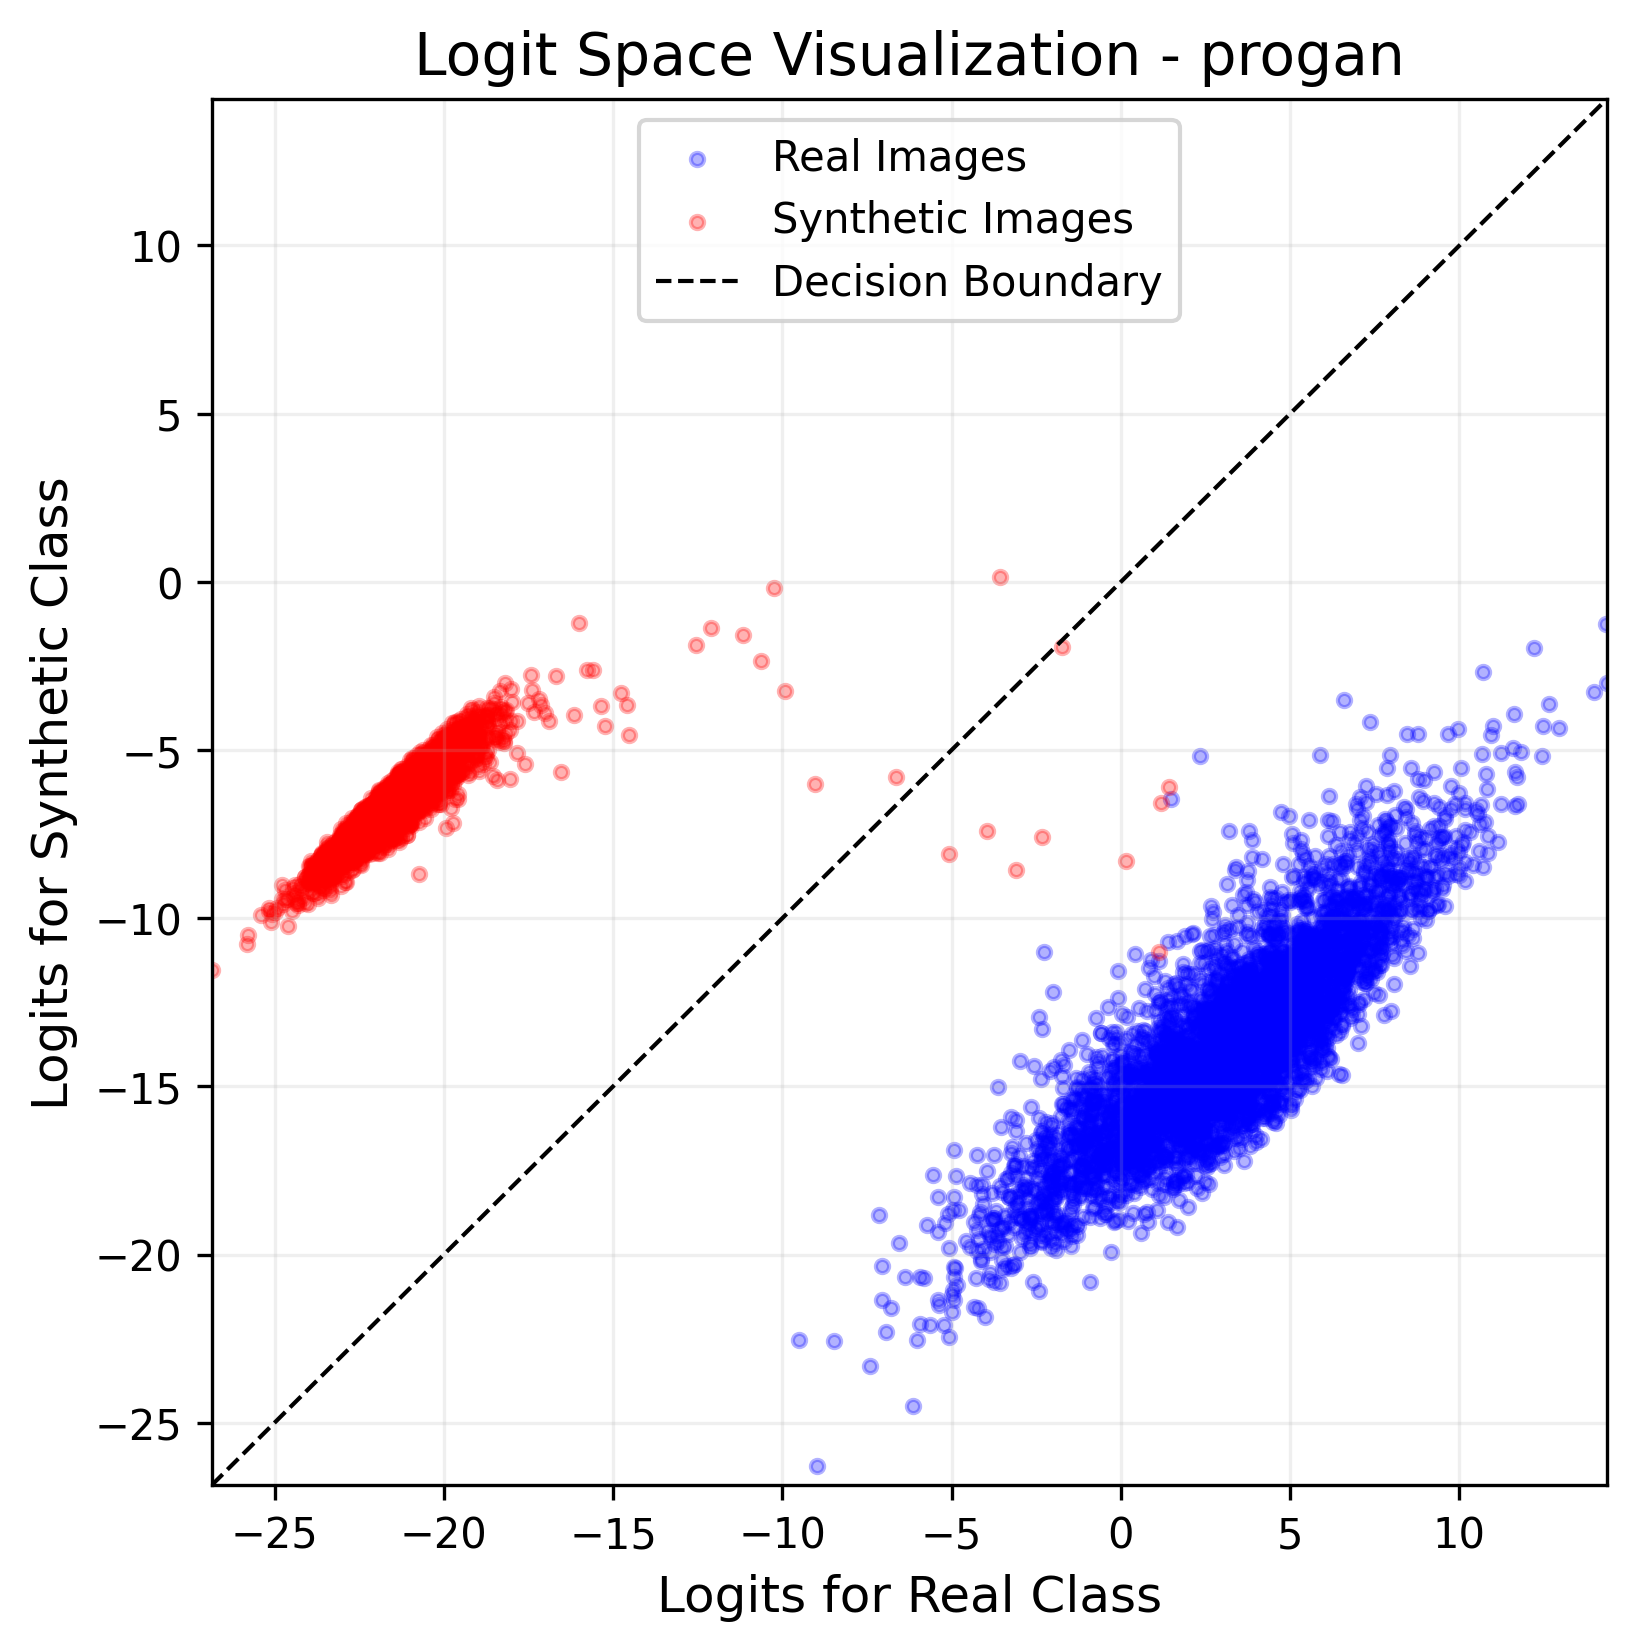 Logit Space Visualization - progan
Real Images
Synthetic Images
Decision Boundary
10
5
0
−5
−10
−15
−20
−25
Logits for Synthetic Class
−25 −20 −15 −10 −5 0 5 10
Logits for Real Class